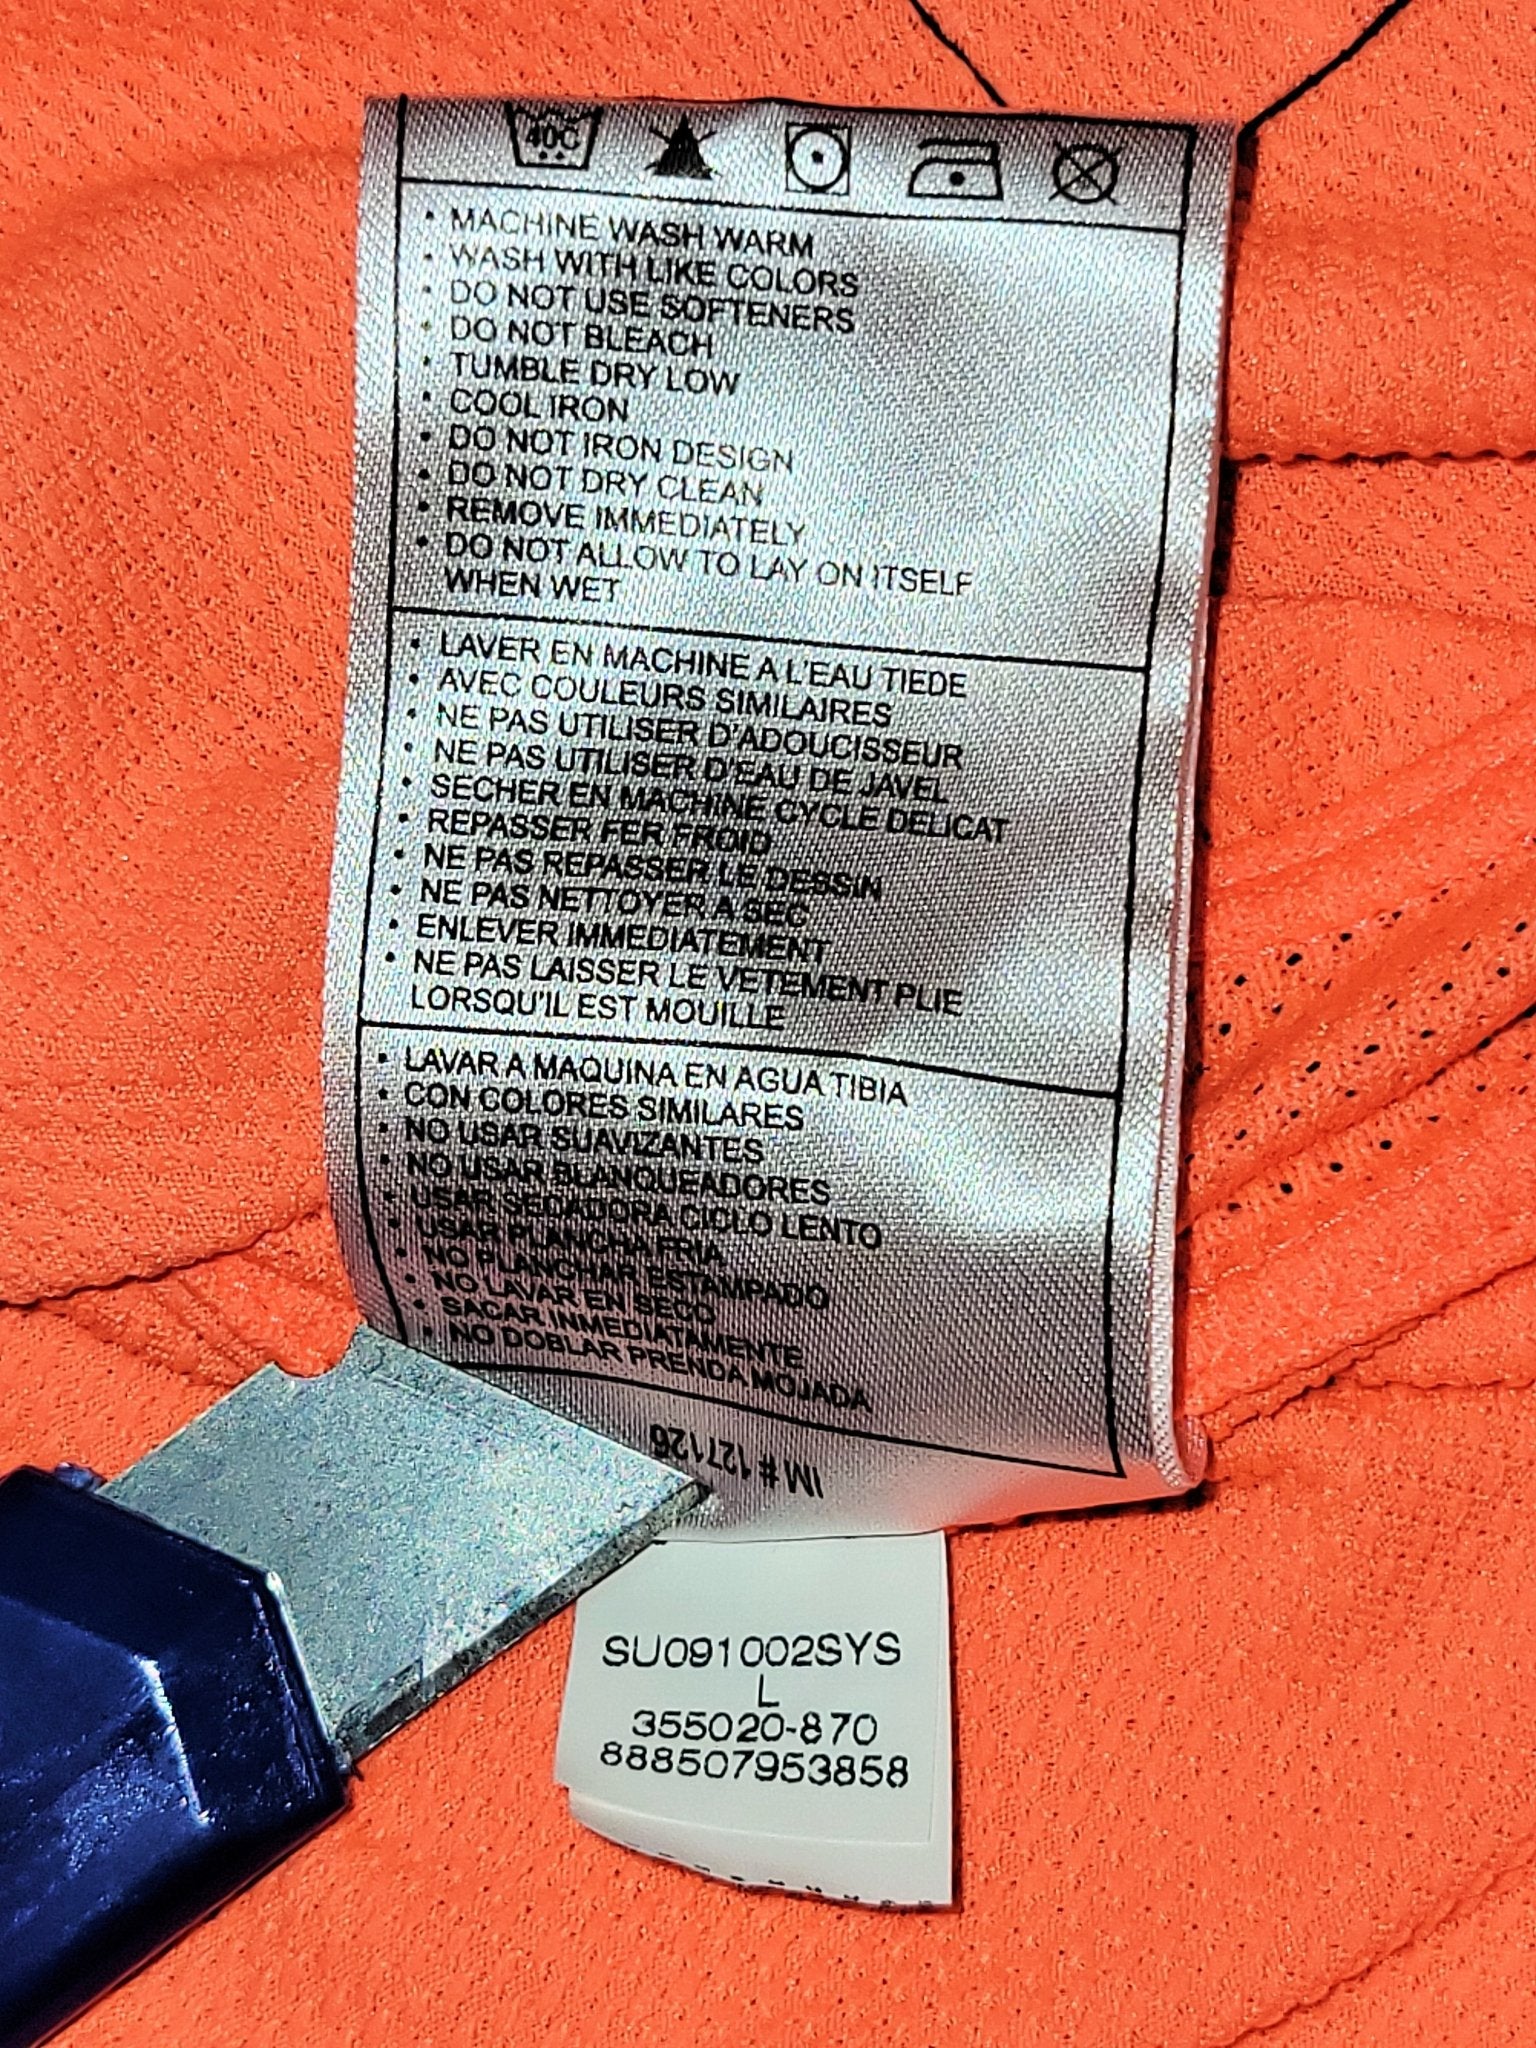 40C
• MACHINE WASH WARM
• WASH WITH LIKE COLORS
• DO NOT USE SOFTENERS
• DO NOT BLEACH
• TUMBLE DRY LOW
• COOL IRON
• DO NOT IRON DESIGN
• DO NOT DRY CLEAN
• REMOVE IMMEDIATELY
• DO NOT ALLOW TO LAY ON ITSELF
WHEN WET
• LAVER EN MACHINE A L'EAU TIEDE
• AVEC COULEURS SIMILAIRES
• NE PAS UTILISER D'ADOUCISSEUR
• NE PAS UTILISER D'EAU DE JAVEL
• SECHER EN MACHINE CYCLE DELICAT
• REPASSER FER FROID
• NE PAS REPASSER LE DESSIN
• NE PAS NETTOYER A SEC
• ENLEVER IMMEDIATEMENT
• NE PAS LAISSER LE VETEMENT PLIE
LORSQU'IL EST MOUILLE
• LAVAR A MAQUINA EN AGUA TIBIA
• CON COLORES SIMILARES
• NO USAR SUAVIZANTES
• NO USAR BLANQUEADORES
• USAR SECADORA CICLO LENTO
• USAR PLANCHA FRIA
• NO PLANCHAR ESTAMPADO
• NO LAVAR EN SECO
• SACAR INMEDIATAMENTE
• NO DOBLAR PRENDA MOJADA
IM # 127126
SU091002SYS
L
355020-870
888507953858